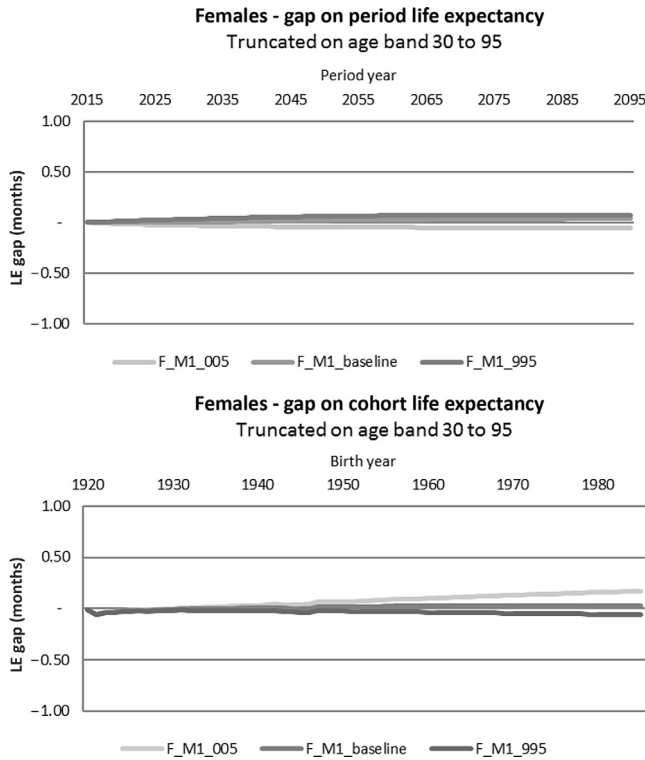 Females - gap on period life expectancy
Truncated on age band 30 to 95
Period year
2015 2025 2035 2045 2055 2065 2075 2085 2095
1.00
0.50
-
−0.50
−1.00
LE gap (months)
F_M1_005 F_M1_baseline F_M1_995
Females - gap on cohort life expectancy
Truncated on age band 30 to 95
Birth year
1920 1930 1940 1950 1960 1970 1980
1.00
0.50
-
−0.50
−1.00
LE gap (months)
F_M1_005 F_M1_baseline F_M1_995